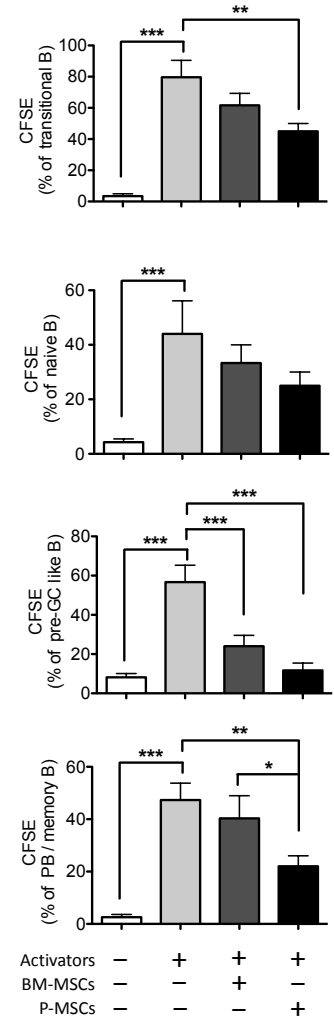 **
***
100
80
60
40
20
0
CFSE
(% of transitional B)
***
60
40
20
0
CFSE
(% of naive B)
***
***
***
80
60
40
20
0
CFSE
(% of pre-GC like B)
**
***
*
60
40
20
0
CFSE
(% of PB / memory B)
Activators – + + +
BM-MSCs – – + –
P-MSCs – – – +